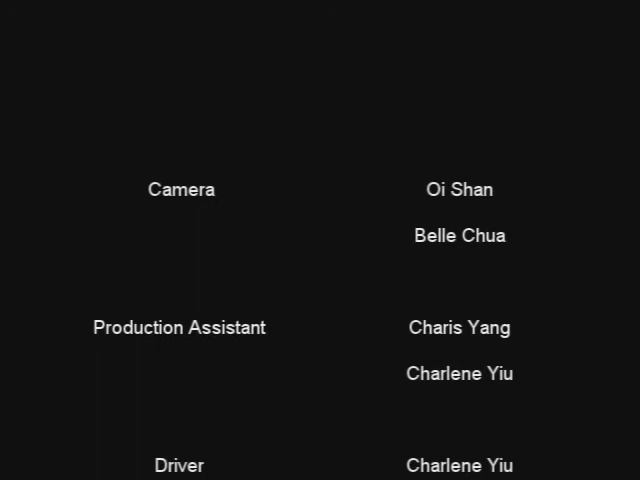 Camera Oi Shan
Belle Chua
Production Assistant Charis Yang
Charlene Yiu
Driver Charlene Yiu